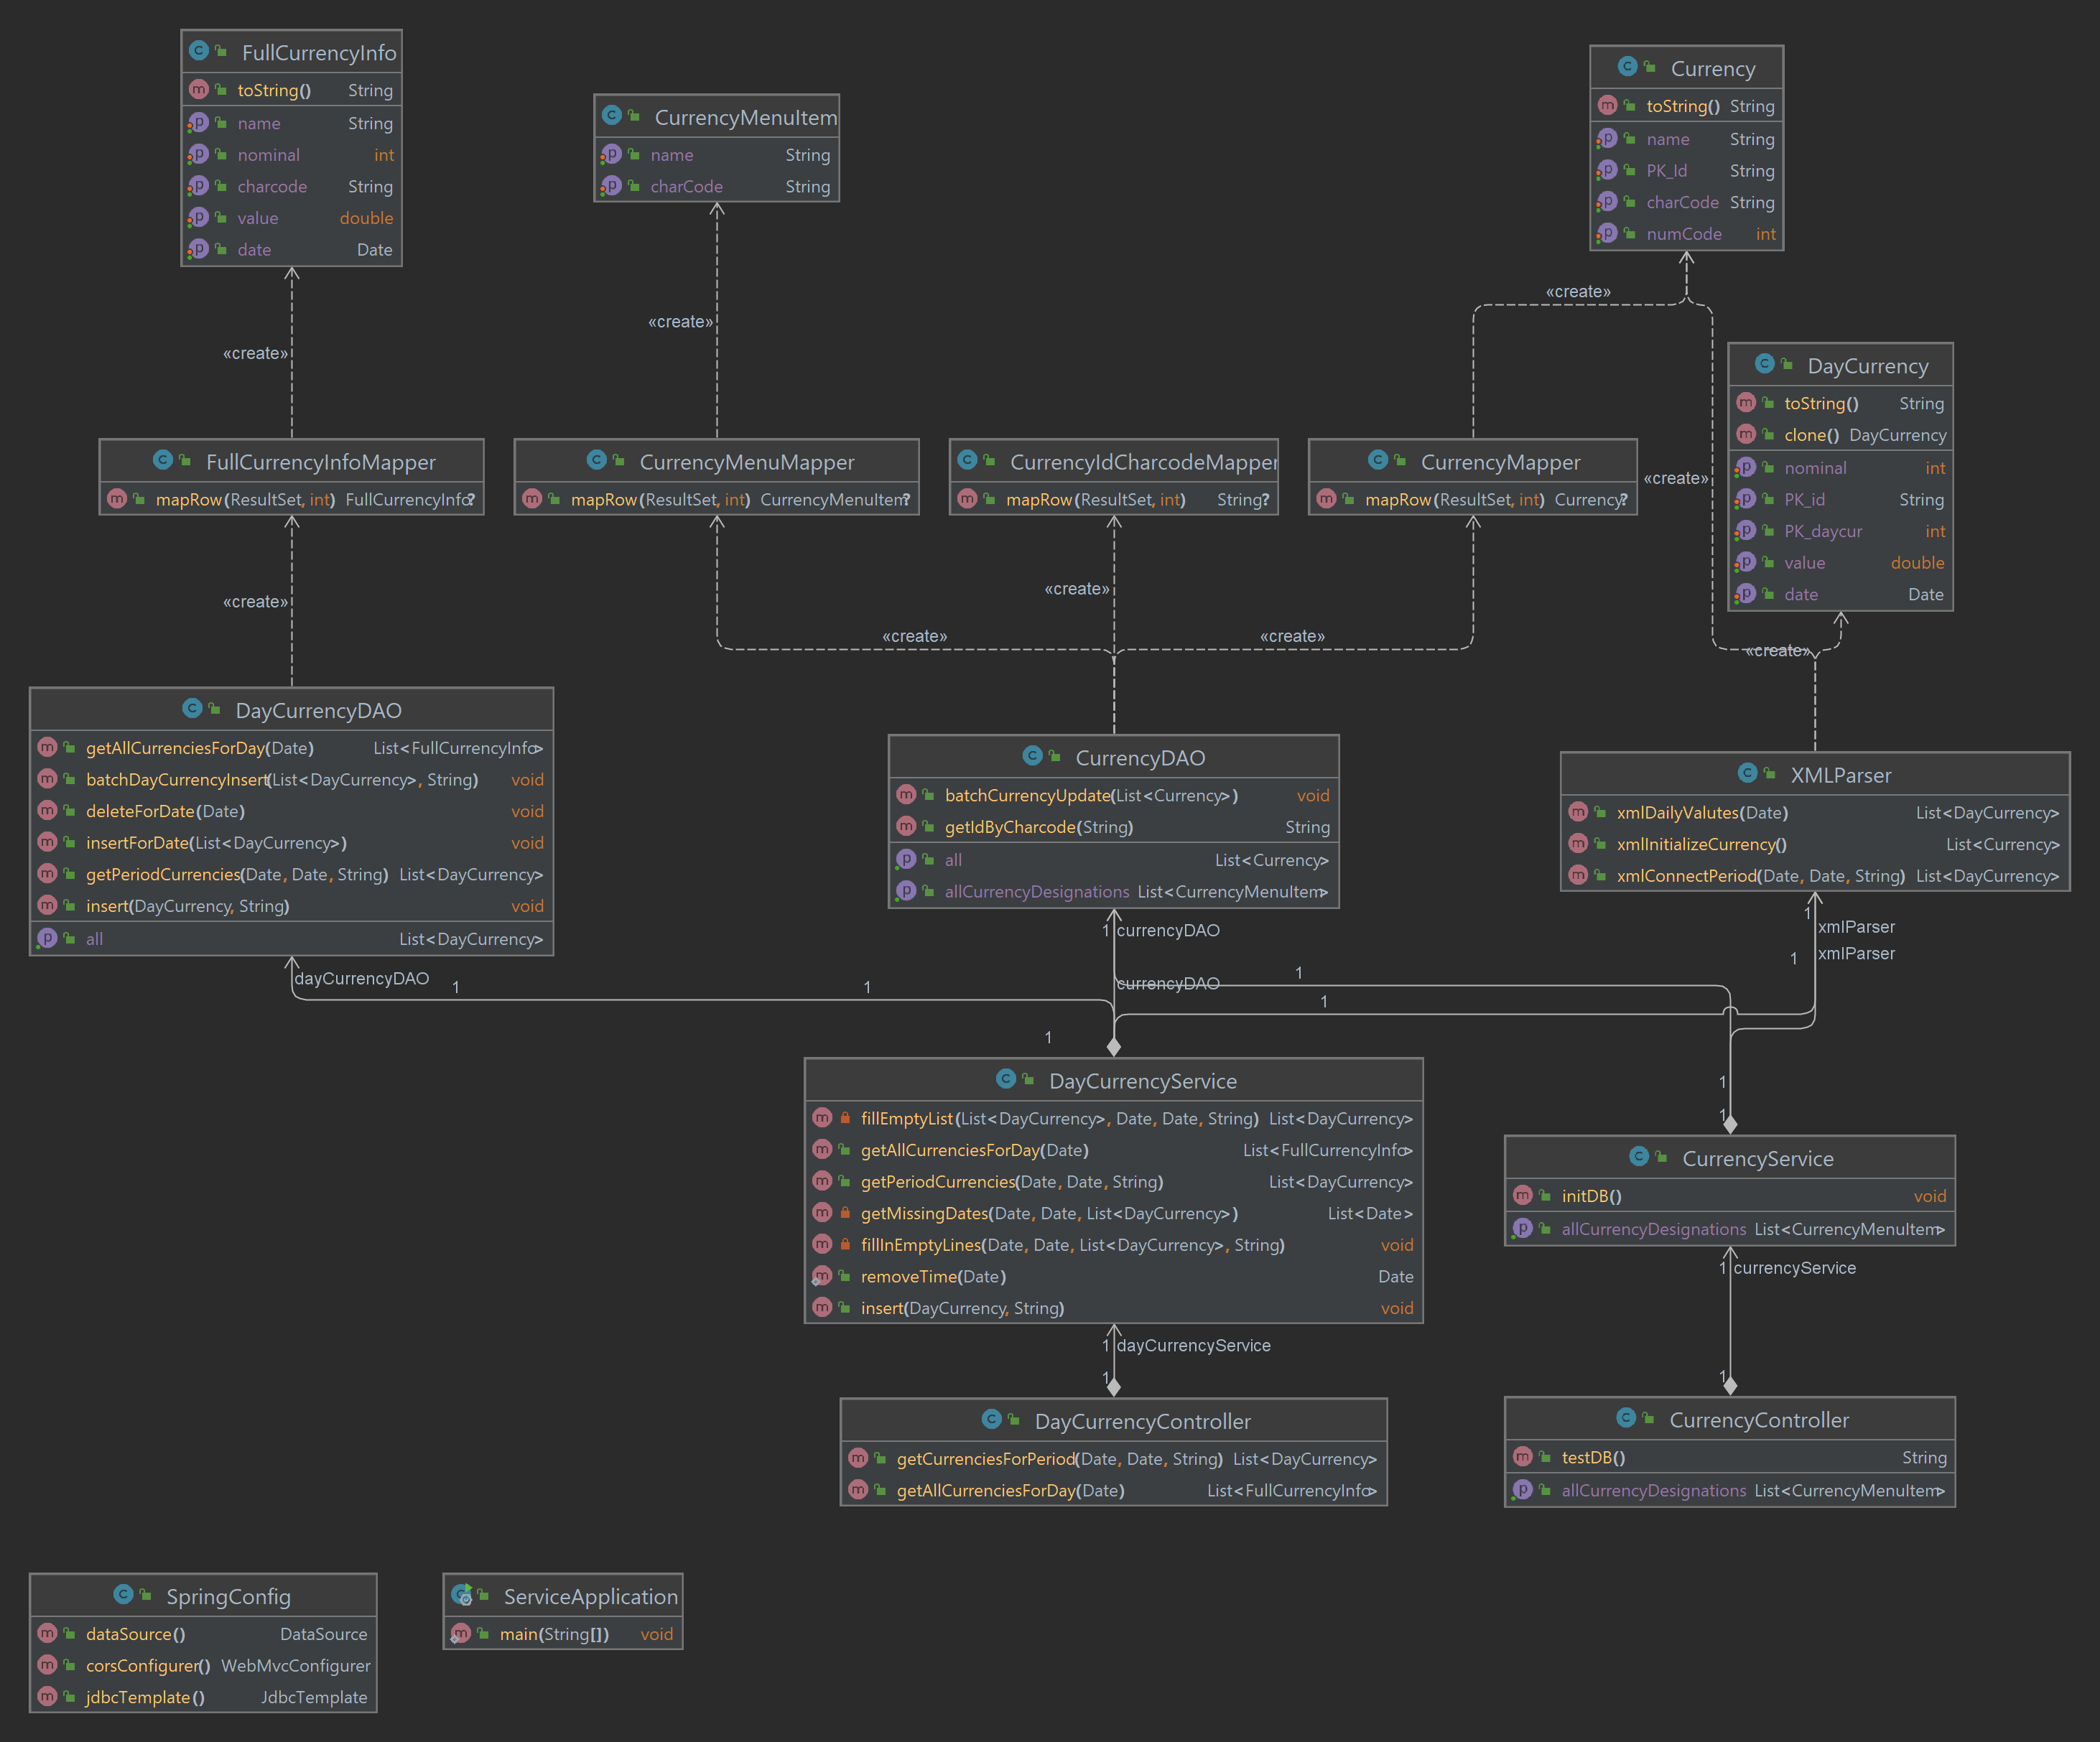 FullCurrencyInfo
toString() String
name String
nominal int
charcode String
value double
date Date
CurrencyMenuItem
name String
charCode String
Currency
toString() String
name String
PK_Id String
charCode String
numCode int
«create»
«create»
«create»
DayCurrency
toString() String
clone() DayCurrency
nominal int
PK_id String
PK_daycur int
value double
date Date
FullCurrencyInfoMapper
mapRow(ResultSet, int) FullCurrencyInfo?
CurrencyMenuMapper
mapRow(ResultSet, int) CurrencyMenuItem?
CurrencyIdCharcodeMapper
mapRow(ResultSet, int) String?
CurrencyMapper
mapRow(ResultSet, int) Currency?
«create»
«create»
«create»
«create»
«create»
«create»
DayCurrencyDAO
getAllCurrenciesForDay(Date) List<FullCurrencyInfo>
batchDayCurrencyInsert(List<DayCurrency>, String) void
deleteForDate(Date) void
insertForDate(List<DayCurrency>) void
getPeriodCurrencies(Date, Date, String) List<DayCurrency>
insert(DayCurrency, String) void
all List<DayCurrency>
CurrencyDAO
batchCurrencyUpdate(List<Currency>) void
getIdByCharcode(String) String
all List<Currency>
allCurrencyDesignations List<CurrencyMenuItem>
XMLParser
xmlDailyValutes(Date) List<DayCurrency>
xmlInitializeCurrency() List<Currency>
xmlConnectPeriod(Date, Date, String) List<DayCurrency>
1
xmlParser
1 currencyDAO
1
xmlParser
dayCurrencyDAO
1
1
currencyDAO
1
1
1
DayCurrencyService
fillEmptyList(List<DayCurrency>, Date, Date, String) List<DayCurrency>
getAllCurrenciesForDay(Date) List<FullCurrencyInfo>
getPeriodCurrencies(Date, Date, String) List<DayCurrency>
getMissingDates(Date, Date, List<DayCurrency>) List<Date>
fillInEmptyLines(Date, Date, List<DayCurrency>, String) void
removeTime(Date) Date
insert(DayCurrency, String) void
1
1
CurrencyService
initDB() void
allCurrencyDesignations List<CurrencyMenuItem>
1 currencyService
1
1 dayCurrencyService
1
DayCurrencyController
getCurrenciesForPeriod(Date, Date, String) List<DayCurrency>
getAllCurrenciesForDay(Date) List<FullCurrencyInfo>
CurrencyController
testDB() String
allCurrencyDesignations List<CurrencyMenuItem>
SpringConfig
dataSource() DataSource
corsConfigurer() WebMvcConfigurer
jdbcTemplate() JdbcTemplate
ServiceApplication
main(String[]) void